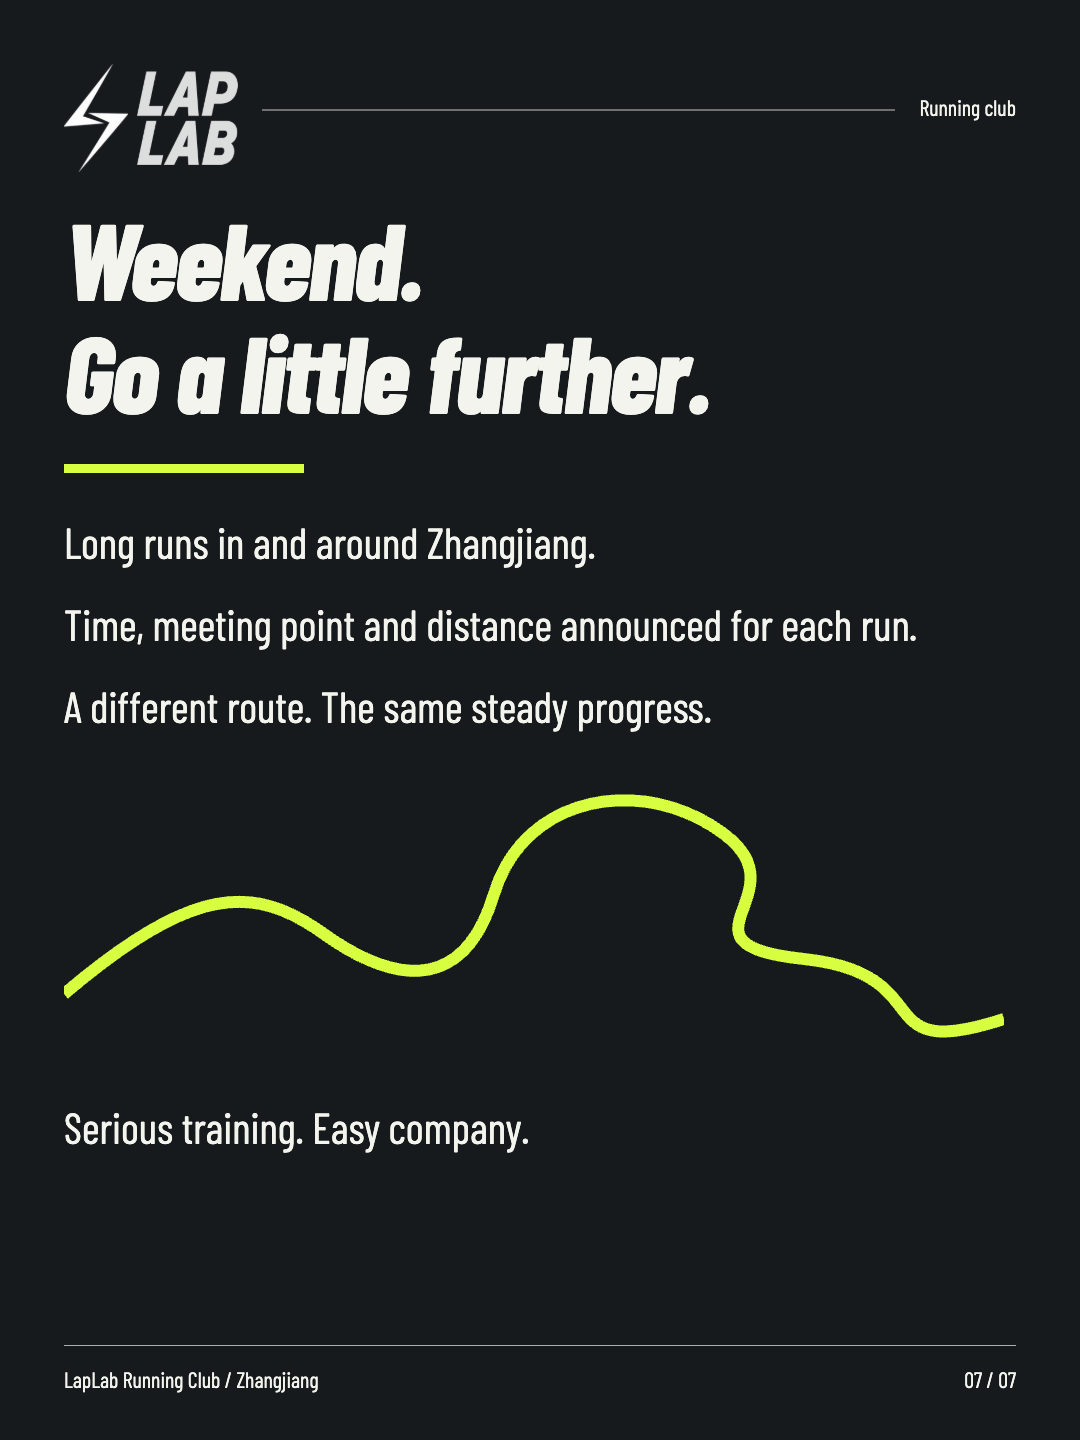 LAP
LAB
Running club
Weekend.
Go a little further.
Long runs in and around Zhangjiang.
Time, meeting point and distance announced for each run.
A different route. The same steady progress.
Serious training. Easy company.
LapLab Running Club / Zhangjiang
07 / 07